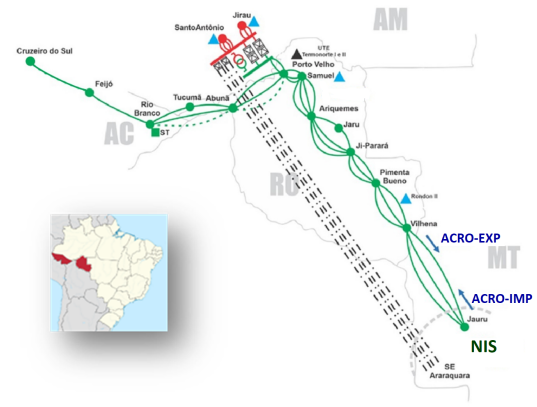 AM
Jirau
SantoAntônio
Cruzeiro do Sul
UTE
Termonorte I e II
Porto Velho
Samuel
Feijó
Tucumã
Abunã
Rio
Branco
Ariquemes
Jaru
AC
ST
Ji-Parará
RO
Pimenta
Bueno
Rondon II
Vilhena
ACRO-EXP
MT
ACRO-IMP
Jauru
NIS
SE
Araraquara